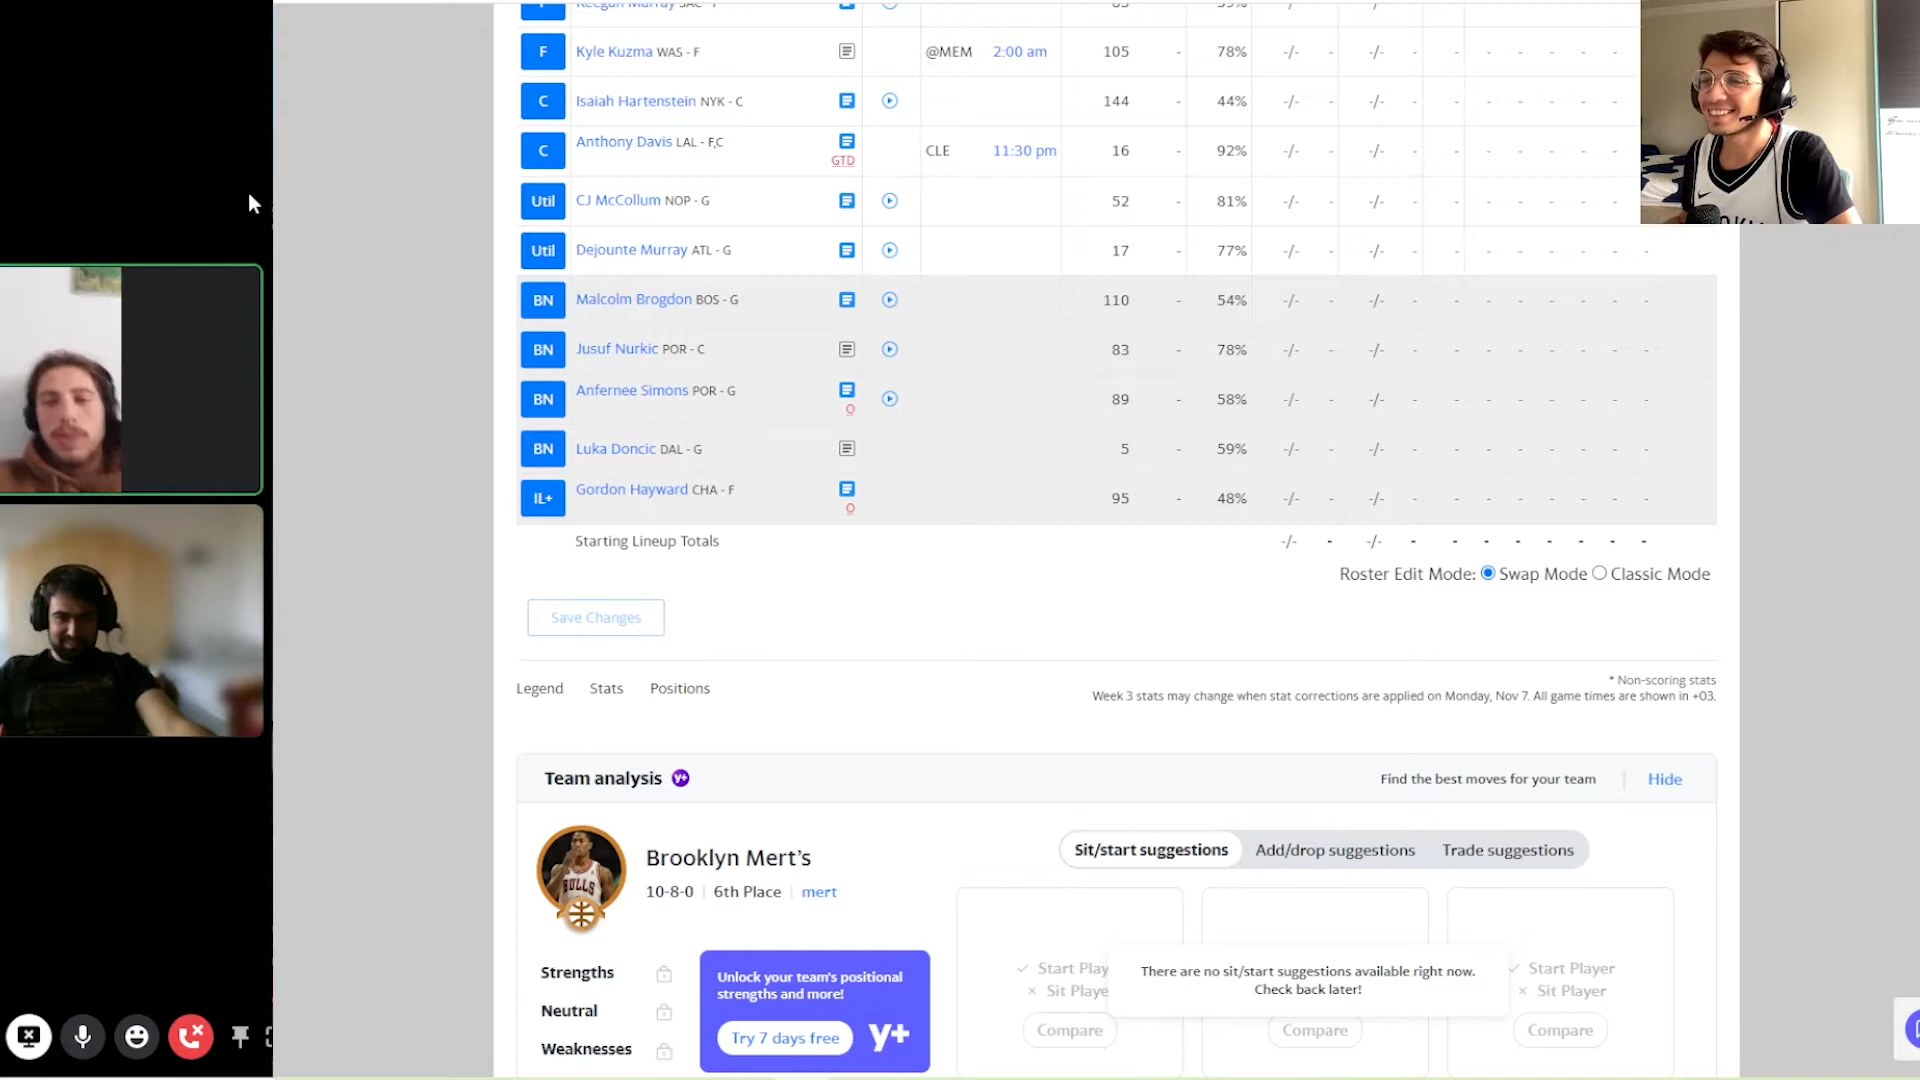 Keegan Murray SAC - F 63 59% -/- - -/- - - - - - - -
F Kyle Kuzma WAS - F @MEM 2:00 am 105 - 78% -/- - -/- - - - - - - -
C Isaiah Hartenstein NYK - C 144 - 44% -/- - -/- - - - - - - -
C Anthony Davis LAL - F,C GTD CLE 11:30 pm 16 - 92% -/- - -/- - - - - - - -
Util CJ McCollum NOP - G 52 - 81% -/- - -/- - - - - - - -
Util Dejounte Murray ATL - G 17 - 77% -/- - -/- - - - - - - -
BN Malcolm Brogdon BOS - G 110 - 54% -/- - -/- - - - - - - -
BN Jusuf Nurkic POR - C 83 - 78% -/- - -/- - - - - - - -
BN Anfernee Simons POR - G O 89 - 58% -/- - -/- - - - - - - -
BN Luka Doncic DAL - G 5 - 59% -/- - -/- - - - - - - -
IL+ Gordon Hayward CHA - F O 95 - 48% -/- - -/- - - - - - - -
Starting Lineup Totals -/- - -/- - - - - - - -
Roster Edit Mode: Swap Mode Classic Mode
Save Changes
Legend Stats Positions
* Non-scoring stats
Week 3 stats may change when stat corrections are applied on Monday, Nov 7. All game times are shown in +03.
Team analysis y+ Find the best moves for your team Hide
Brooklyn Mert's
10-8-0 6th Place mert
BULLS
Sit/start suggestions Add/drop suggestions Trade suggestions
Strengths
Neutral
Weaknesses
Unlock your team's positional
strengths and more!
Try 7 days free y+
Start Play
Sit Playe
Compare
There are no sit/start suggestions available right now.
Check back later!
Compare
Start Player
Sit Player
Compare